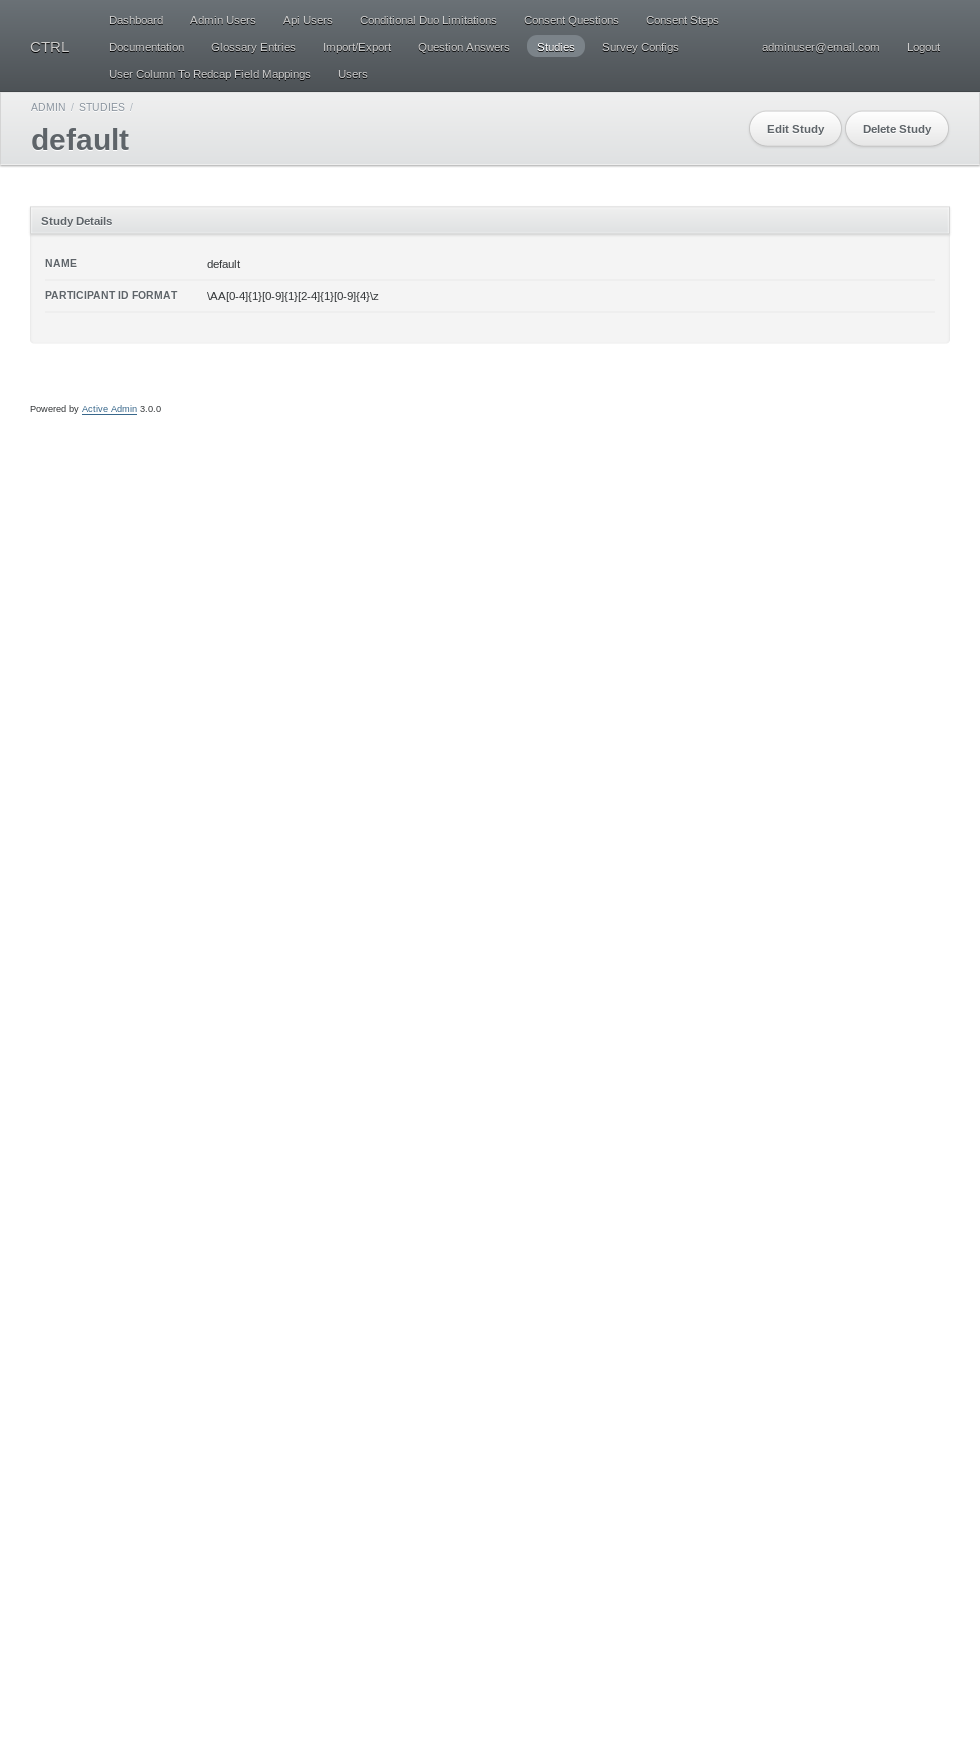 Dashboard Admin Users Api Users Conditional Duo Limitations Consent Questions Consent Steps
CTRL Documentation Glossary Entries Import/Export Question Answers Studies Survey Configs adminuser@email.com Logout
User Column To Redcap Field Mappings Users
ADMIN / STUDIES /
default
Edit Study Delete Study
Study Details
NAME default
PARTICIPANT ID FORMAT \AA[0-4]{1}[0-9]{1}[2-4]{1}[0-9]{4}\z
Powered by Active Admin 3.0.0